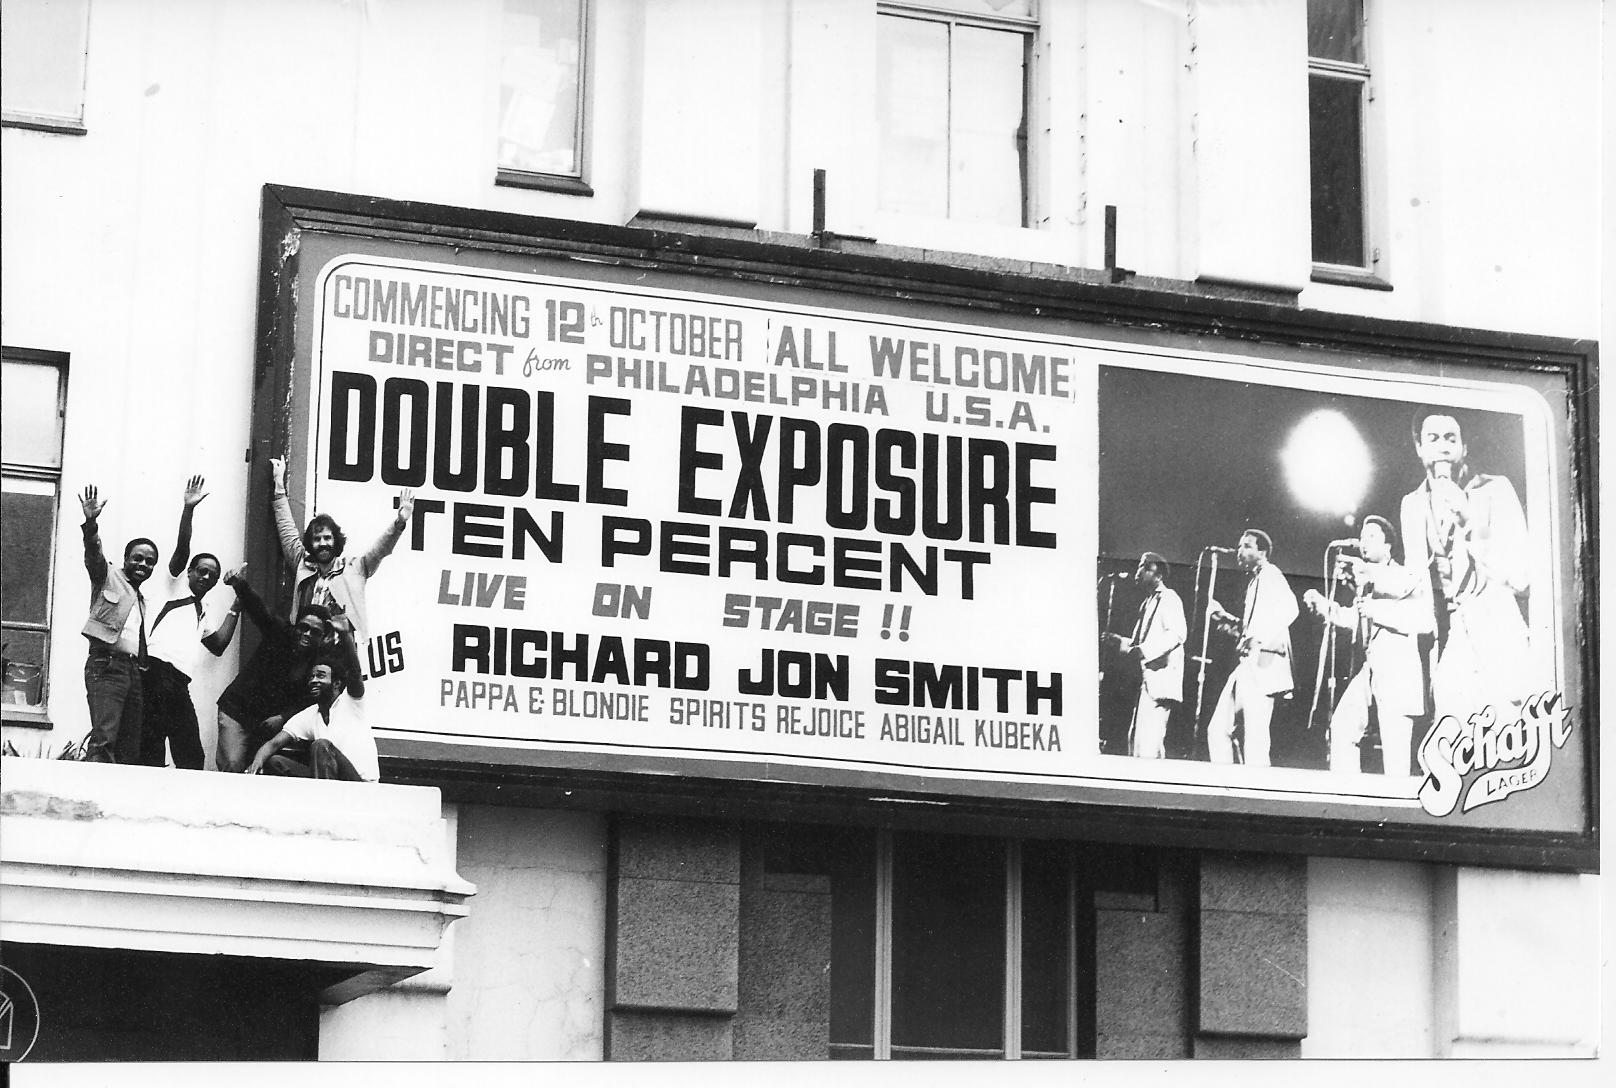 COMMENCING 12th OCTOBER ALL WELCOME
DIRECT from PHILADELPHIA U.S.A.
DOUBLE EXPOSURE
TEN PERCENT
LIVE ON STAGE !!
LUS RICHARD JON SMITH
PAPPA & BLONDIE SPIRITS REJOICE ABIGAIL KUBEKA
Schafft
LAGER